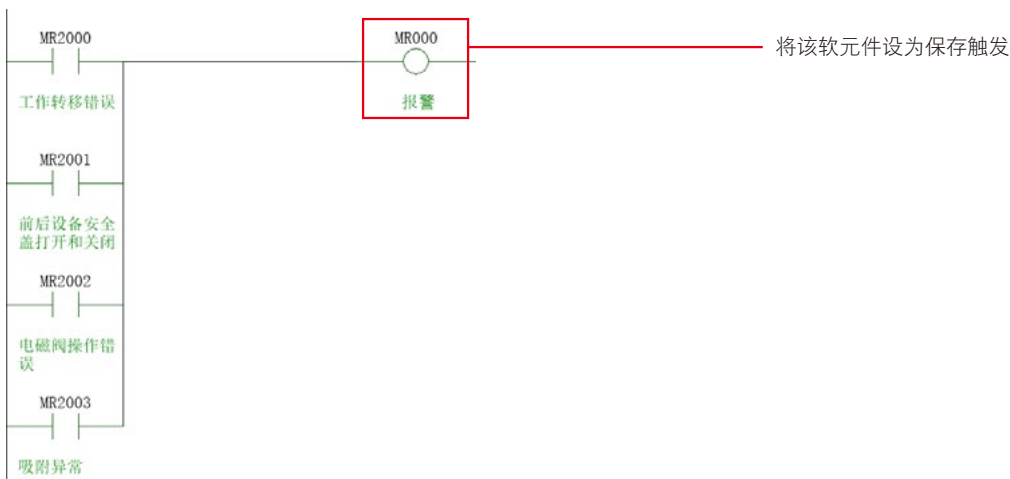 MR2000
MR000
将该软元件设为保存触发
工作转移错误
报警
MR2001
前后设备安全
盖打开和关闭
MR2002
电磁阀操作错
误
MR2003
吸附异常